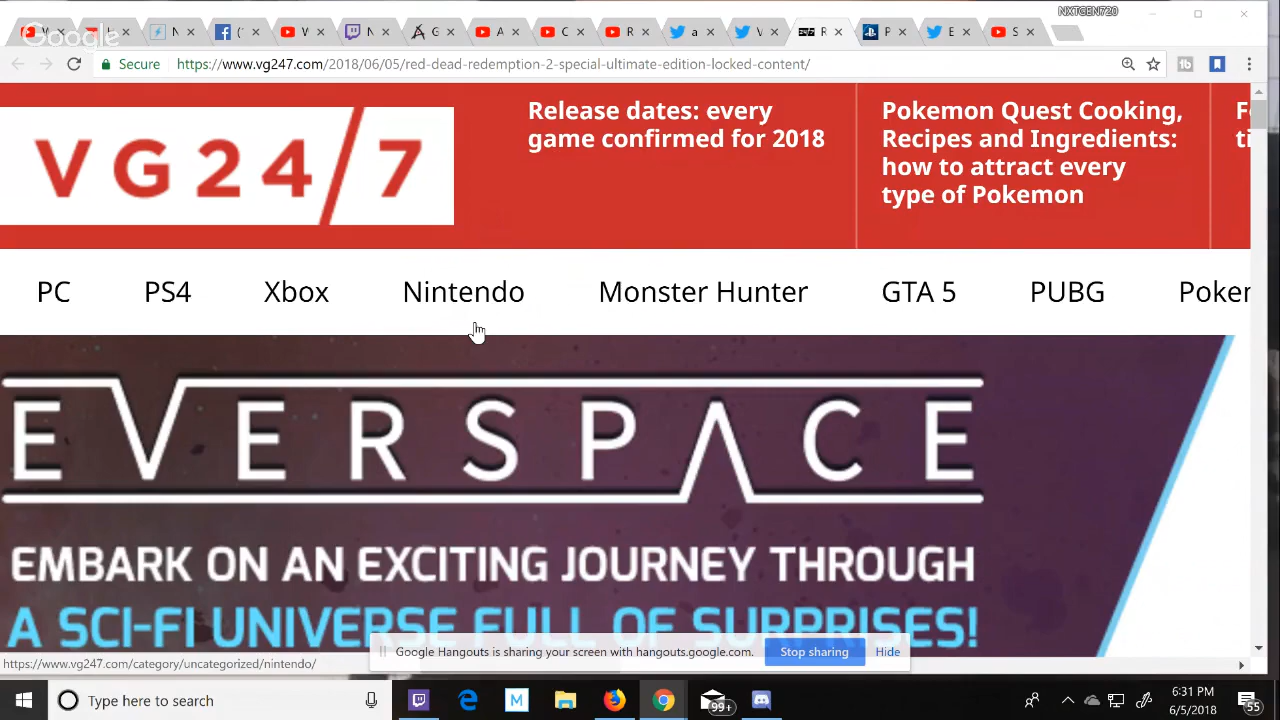 NXTGEN720
Google
Secure
https://www.vg247.com/2018/06/05/red-dead-redemption-2-special-ultimate-edition-locked-content/
VG24/7
Release dates: every
game confirmed for 2018
Pokemon Quest Cooking,
Recipes and Ingredients:
how to attract every
type of Pokemon
PC PS4 Xbox Nintendo Monster Hunter GTA 5 PUBG
EVERSPACE
EMBARK ON AN EXCITING JOURNEY THROUGH
A SCI-FI UNIVERSE FULL OF SURPRISES!
https://www.vg247.com/category/uncategorized/nintendo/
Google Hangouts is sharing your screen with hangouts.google.com. Stop sharing Hide
Type here to search
99+
6:31 PM
6/5/2018
55